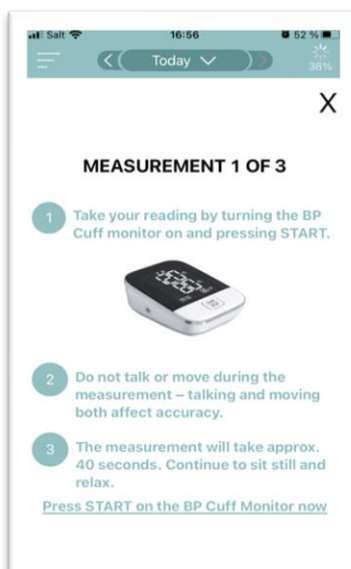 Salt 16:56 52 %
Today
38%
X
MEASUREMENT 1 OF 3
1 Take your reading by turning the BP
Cuff monitor on and pressing START.
2 Do not talk or move during the
measurement – talking and moving
both affect accuracy.
3 The measurement will take approx.
40 seconds. Continue to sit still and
relax.
Press START on the BP Cuff Monitor now